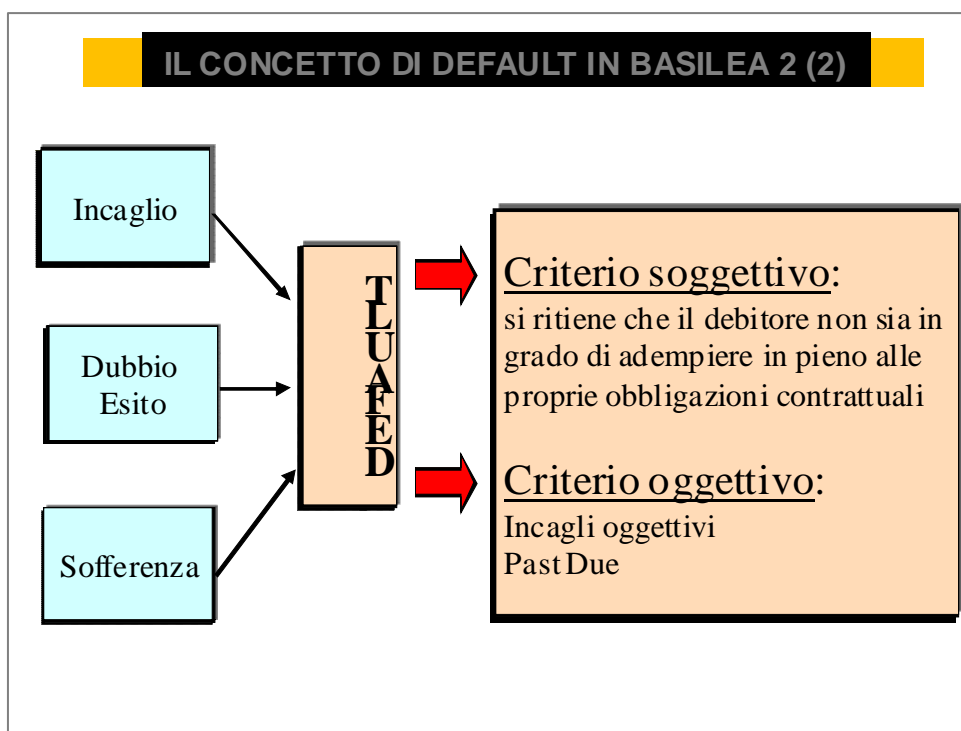 IL CONCETTO DI DEFAULT IN BASILEA 2 (2)
Incaglio
Dubbio
Esito
Sofferenza
DEFAULT
Criterio soggettivo:
si ritiene che il debitore non sia in
grado di adempiere in pieno alle
proprie obbligazioni contrattuali
Criterio oggettivo:
Incagli oggettivi
Past Due